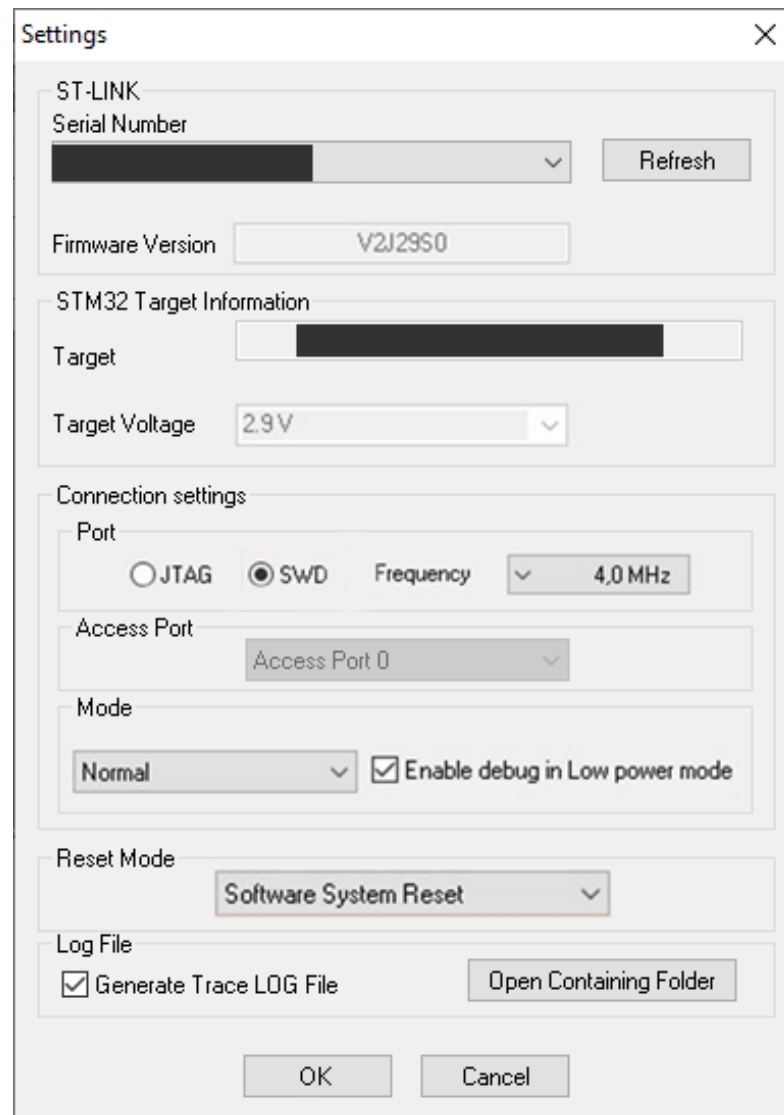 Settings
ST-LINK
Serial Number
Refresh
Firmware Version V2J29S0
STM32 Target Information
Target
Target Voltage 2.9 V
Connection settings
Port
JTAG SWD Frequency 4,0 MHz
Access Port
Access Port 0
Mode
Normal Enable debug in Low power mode
Reset Mode
Software System Reset
Log File
Generate Trace LOG File Open Containing Folder
OK Cancel